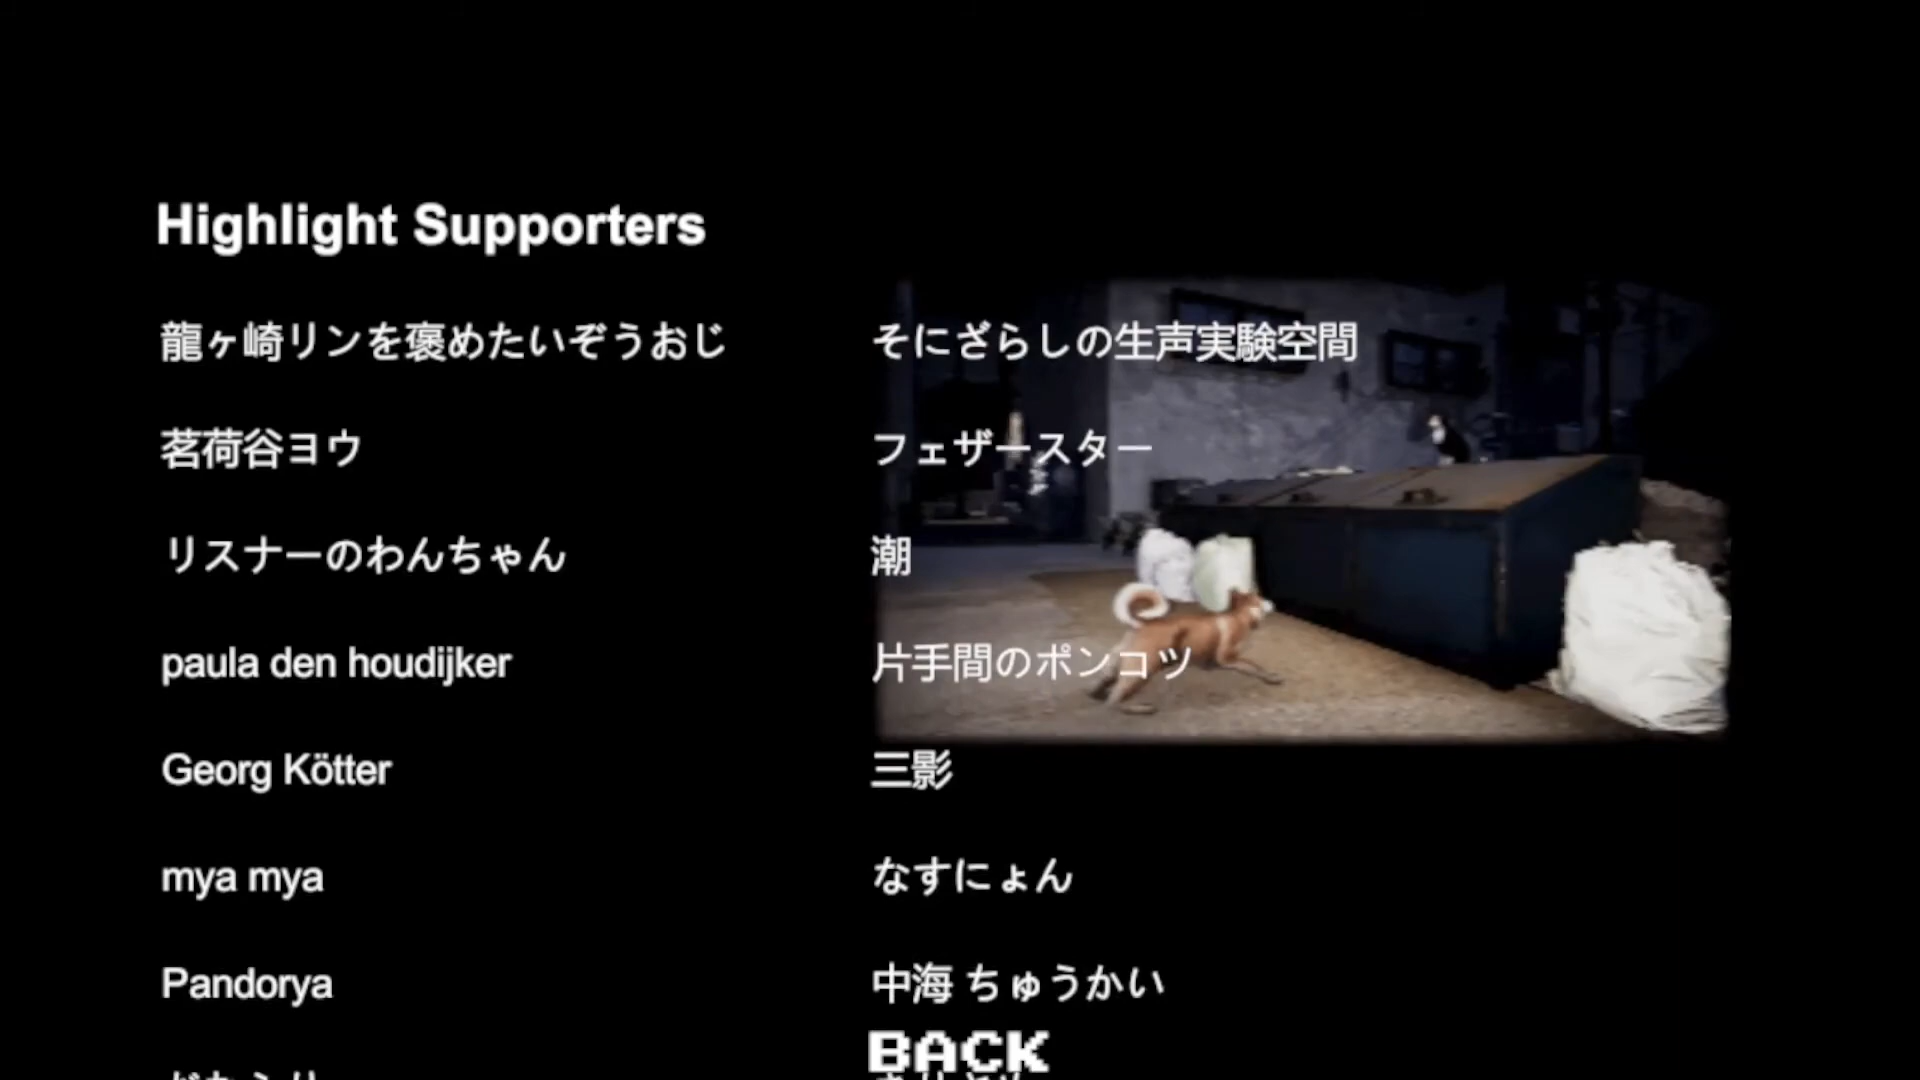 Highlight Supporters
龍ヶ崎リンを褒めたいぞうおじ
そにざらしの生声実験空間
茗荷谷ヨウ
フェザースター
リスナーのわんちゃん
潮
paula den houdijker
片手間のポンコツ
Georg Kötter
三影
mya mya
なすにょん
Pandorya
中海 ちゅうかい
BACK